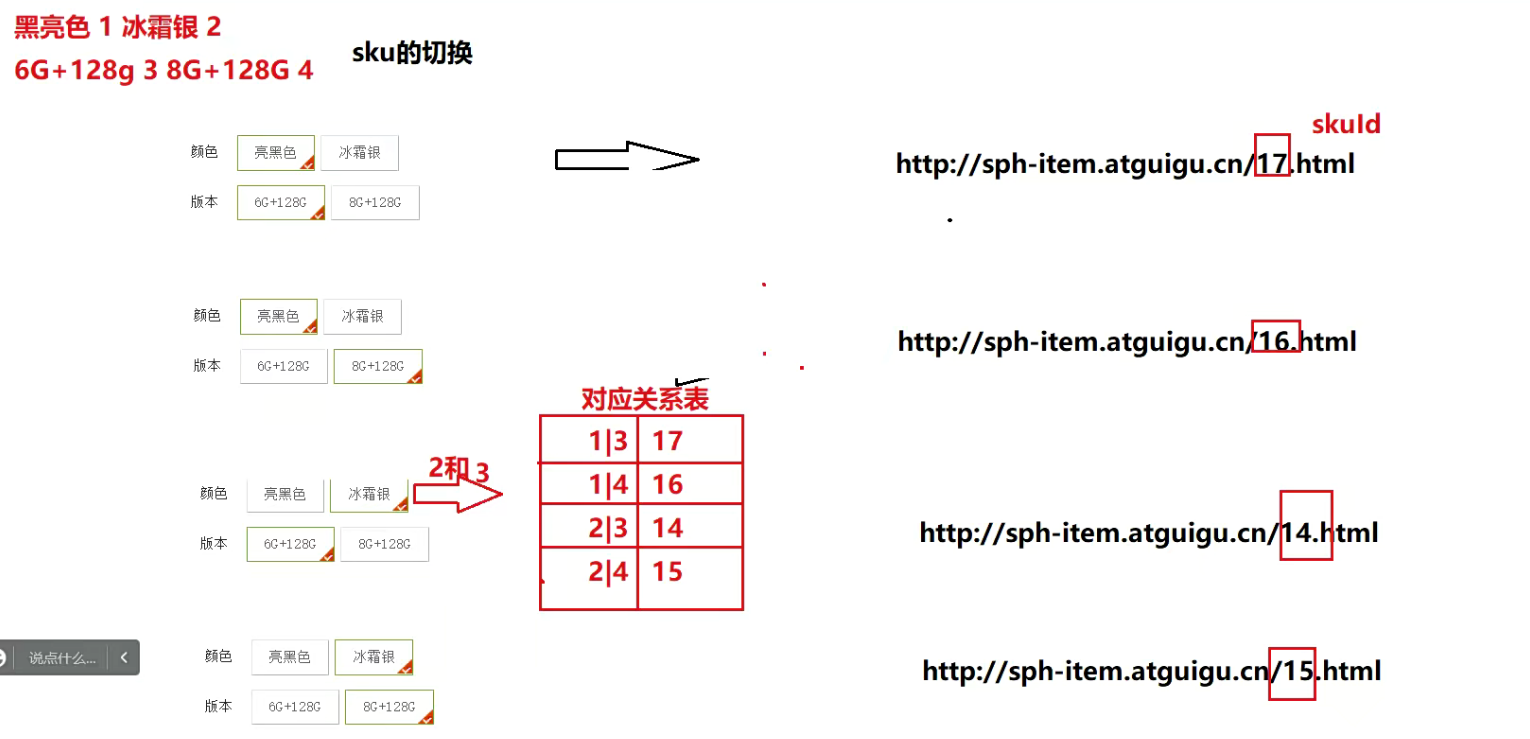 黑亮色 1 冰霜银 2
6G+128g 3 8G+128G 4
sku的切换
skuId
颜色 亮黑色 冰霜银
版本 6G+128G 8G+128G
http://sph-item.atguigu.cn/17.html
颜色 亮黑色 冰霜银
版本 6G+128G 8G+128G
http://sph-item.atguigu.cn/16.html
对应关系表
1|3 17
1|4 16
2|3 14
2|4 15
2和 3
颜色 亮黑色 冰霜银
版本 6G+128G 8G+128G
http://sph-item.atguigu.cn/14.html
颜色 亮黑色 冰霜银
版本 6G+128G 8G+128G
http://sph-item.atguigu.cn/15.html
说点什么...